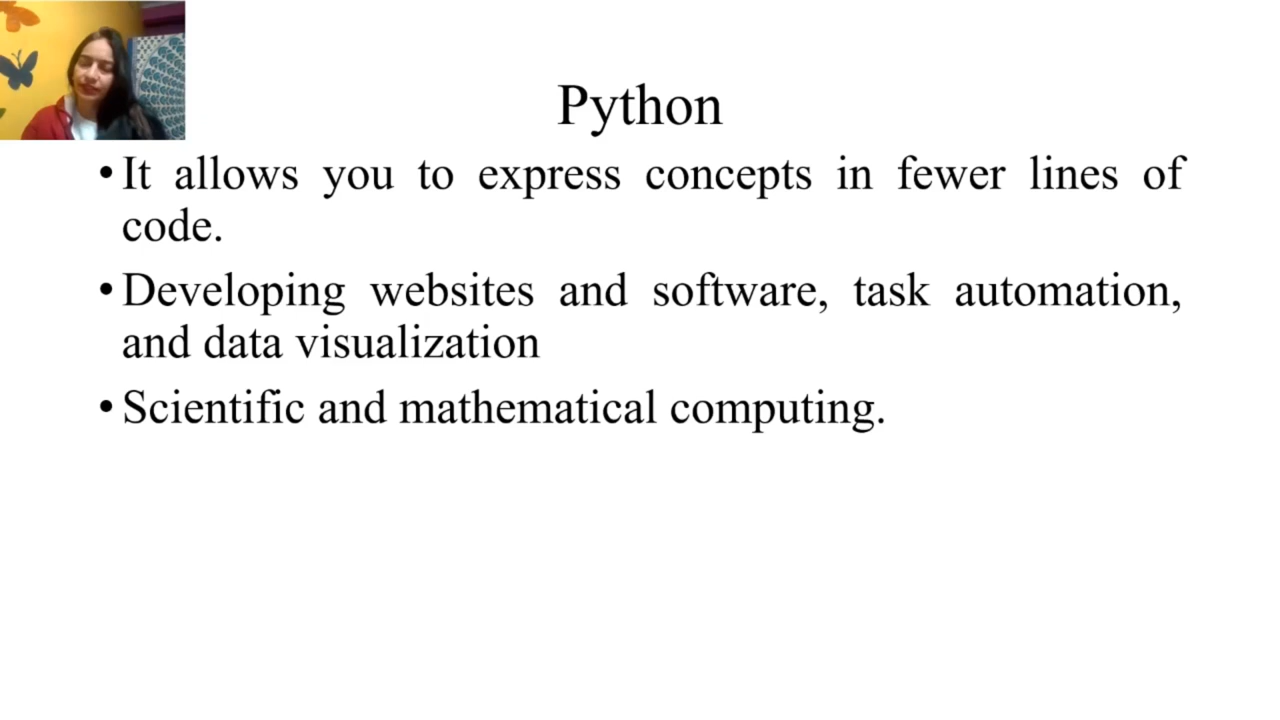 Python
• It allows you to express concepts in fewer lines of
code.
• Developing websites and software, task automation,
and data visualization
• Scientific and mathematical computing.